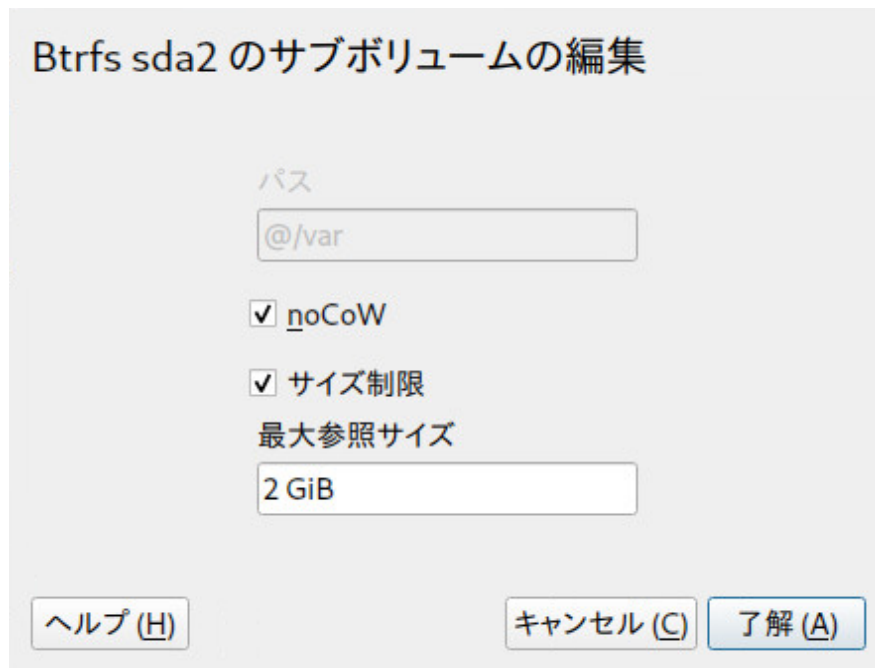 Btrfs sda2 のサブボリュームの編集
パス
@/var
noCoW
サイズ制限
最大参照サイズ
2 GiB
ヘルプ (H)
キャンセル (C)
了解 (A)